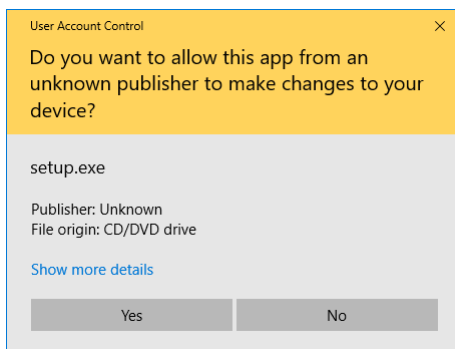 User Account Control
Do you want to allow this app from an
unknown publisher to make changes to your
device?
setup.exe
Publisher: Unknown
File origin: CD/DVD drive
Show more details
Yes
No